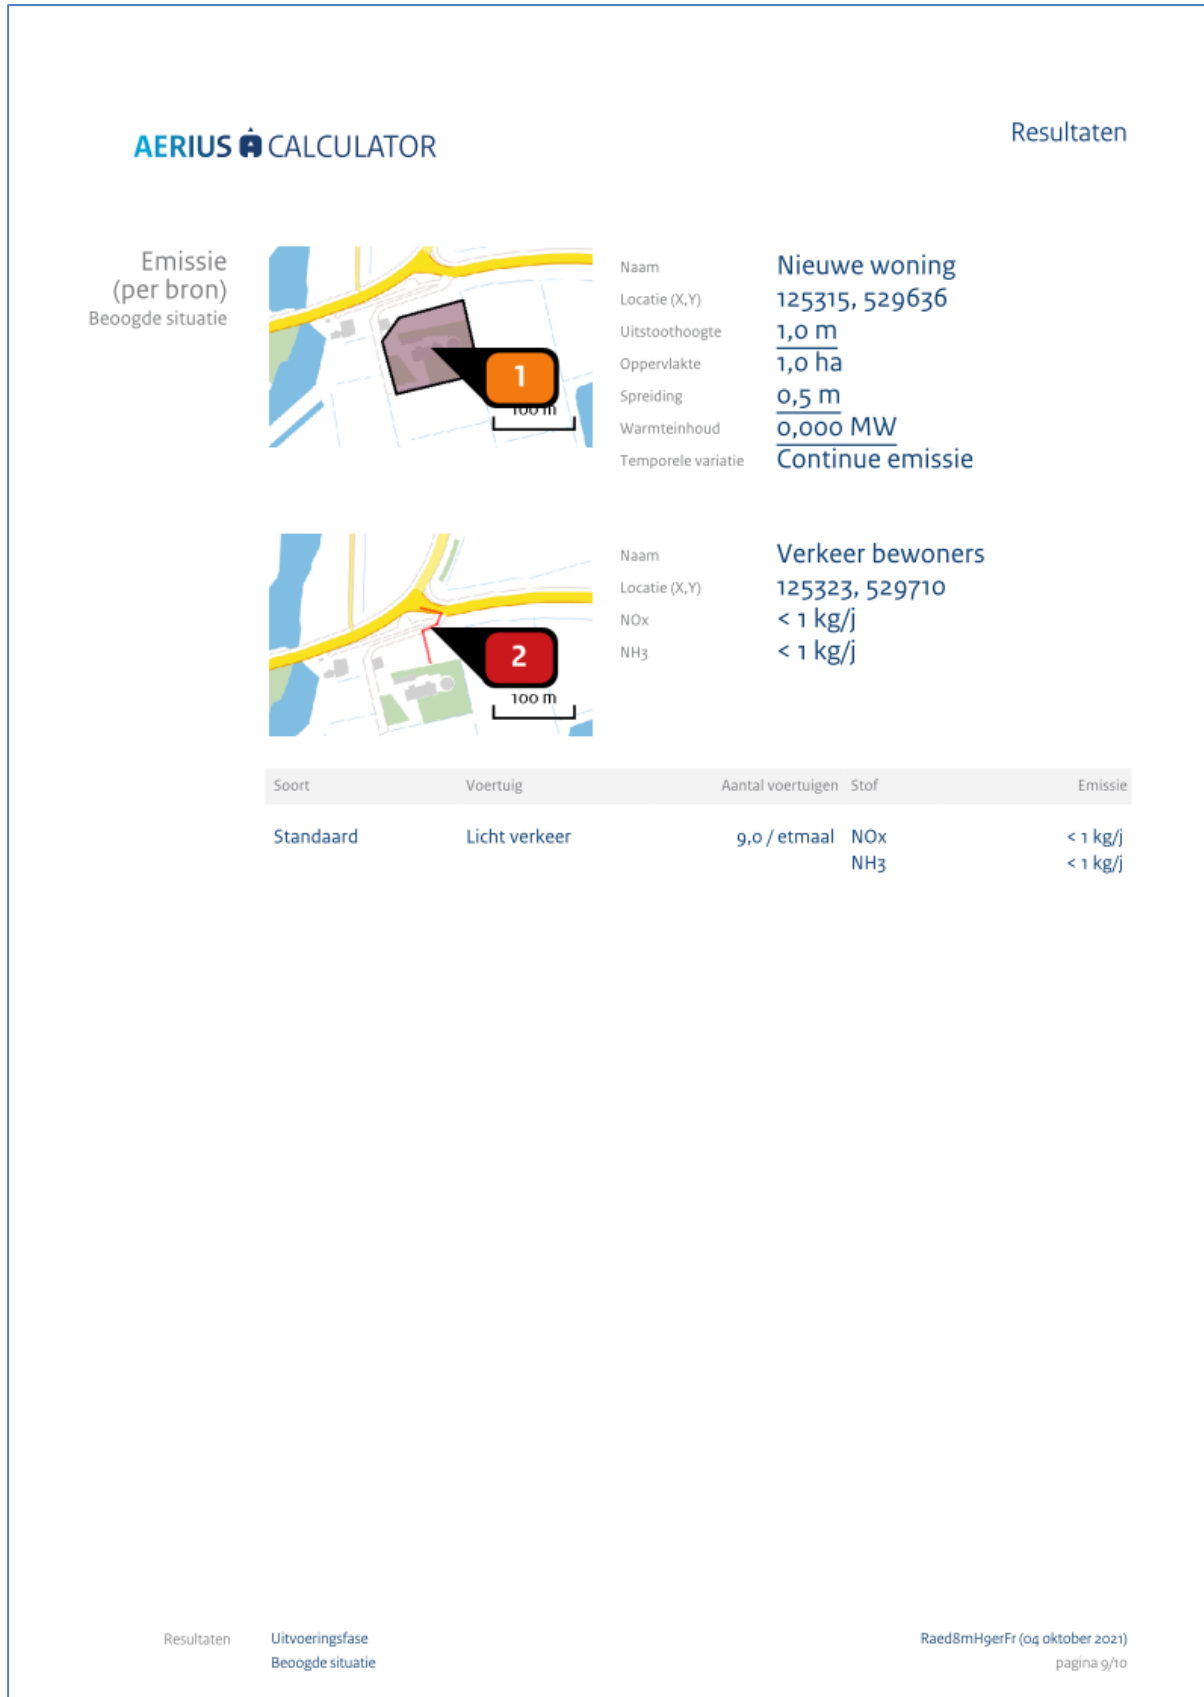 AERIUS CALCULATOR
Resultaten
Emissie
(per bron)
Beoogde situatie
1
100 m
Naam Nieuwe woning
Locatie (X,Y) 125315, 529636
Uitstoothoogte 1,0 m
Oppervlakte 1,0 ha
Spreiding 0,5 m
Warmteinhoud 0,000 MW
Temporele variatie Continue emissie
2
100 m
Naam Verkeer bewoners
Locatie (X,Y) 125323, 529710
NOx < 1 kg/j
NH3 < 1 kg/j
Soort Voertuig Aantal voertuigen Stof Emissie
Standaard Licht verkeer 9,0 / etmaal NOx < 1 kg/j
NH3 < 1 kg/j
Resultaten Uitvoeringsfase Raed8mH9erFr (04 oktober 2021)
Beoogde situatie pagina 9/10